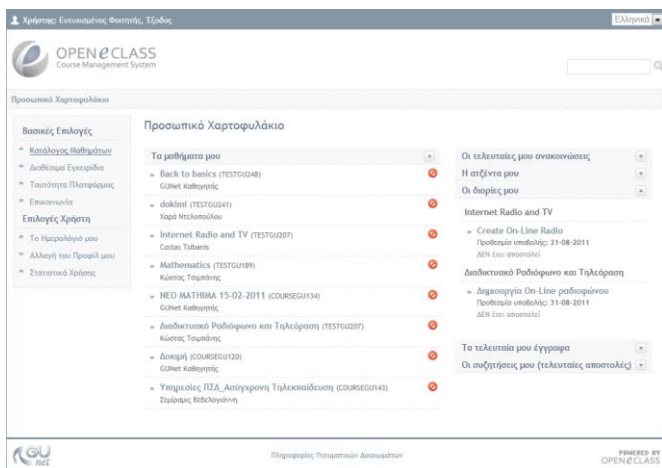 Χρήστης: Ευτυχισμένος Φοιτητής, Έξοδος
Ελληνικά
OPEN eCLASS
Course Management System
Προσωπικό Χαρτοφυλάκιο
Βασικές Επιλογές
Κατάλογος Μαθημάτων
Διαθέσιμα Εγχειρίδια
Ταυτότητα Πλατφόρμας
Επικοινωνία
Επιλογές Χρήστη
Το Ημερολόγιό μου
Αλλαγή του Προφίλ μου
Στατιστικά Χρήσης
Προσωπικό Χαρτοφυλάκιο
Τα μαθήματα μου
Back to basics (TESTGU248)
GUNet Καθηγητής
dokimi (TESTGU241)
Χαρά Ντελοπούλου
Internet Radio and TV (TESTGU207)
Costas Tsibanis
Mathematics (TESTGU189)
Κώστας Τσιμπάνης
NEO MATHIMA 15-02-2011 (COURSEGU134)
GUNet Καθηγητής
Διαδικτυακό Ραδιόφωνο και Τηλεόραση (TESTGU207)
Κώστας Τσιμπάνης
Δοκιμή (COURSEGU120)
GUNet Καθηγητής
Υπηρεσίες ΠΣΔ_Ασύγχρονη Τηλεκπαίδευση (COURSEGU143)
Σεμίραμις Βεβελογιάννη
Οι τελευταίες μου ανακοινώσεις
Η ατζέντα μου
Οι διορίες μου
Internet Radio and TV
Create On-Line Radio
Προθεσμία υποβολής: 31-08-2011
ΔΕΝ έχει αποσταλεί
Διαδικτυακό Ραδιόφωνο και Τηλεόραση
Δημιουργία On-Line ραδιοφώνου
Προθεσμία υποβολής: 31-08-2011
ΔΕΝ έχει αποσταλεί
Τα τελευταία μου έγγραφα
Οι συζητήσεις μου (τελευταίες αποστολές)
GU net
Πληροφορίες Πνευματικών Δικαιωμάτων
POWERED BY
OPENeCLASS